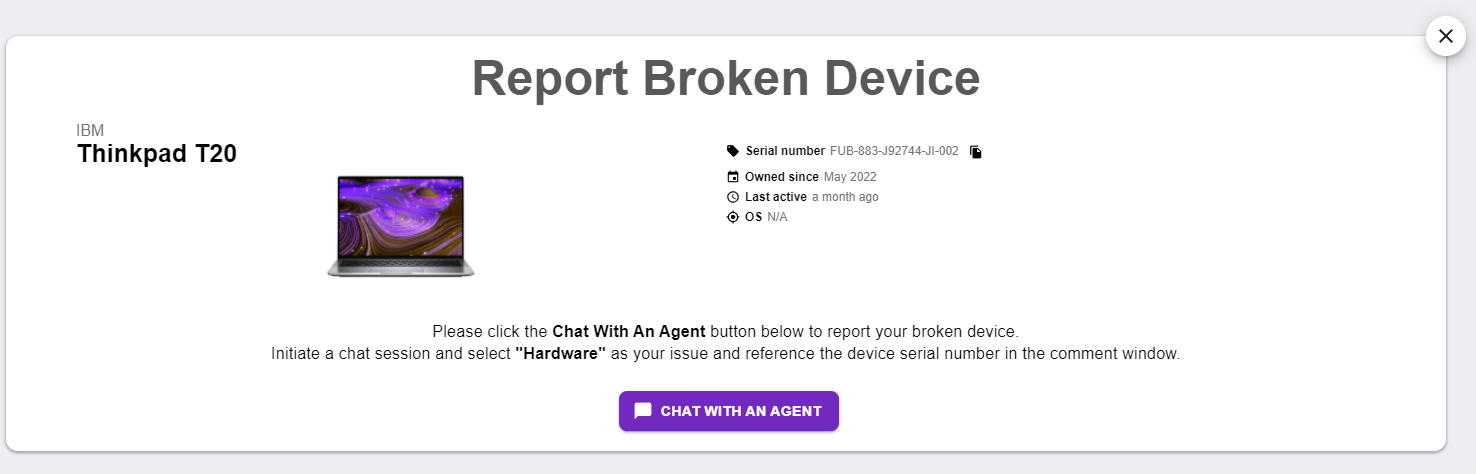 Report Broken Device
IBM
Thinkpad T20
Serial number FUB-883-J92744-JI-002
Owned since May 2022
Last active a month ago
OS N/A
Please click the Chat With An Agent button below to report your broken device.
Initiate a chat session and select "Hardware" as your issue and reference the device serial number in the comment window.
CHAT WITH AN AGENT